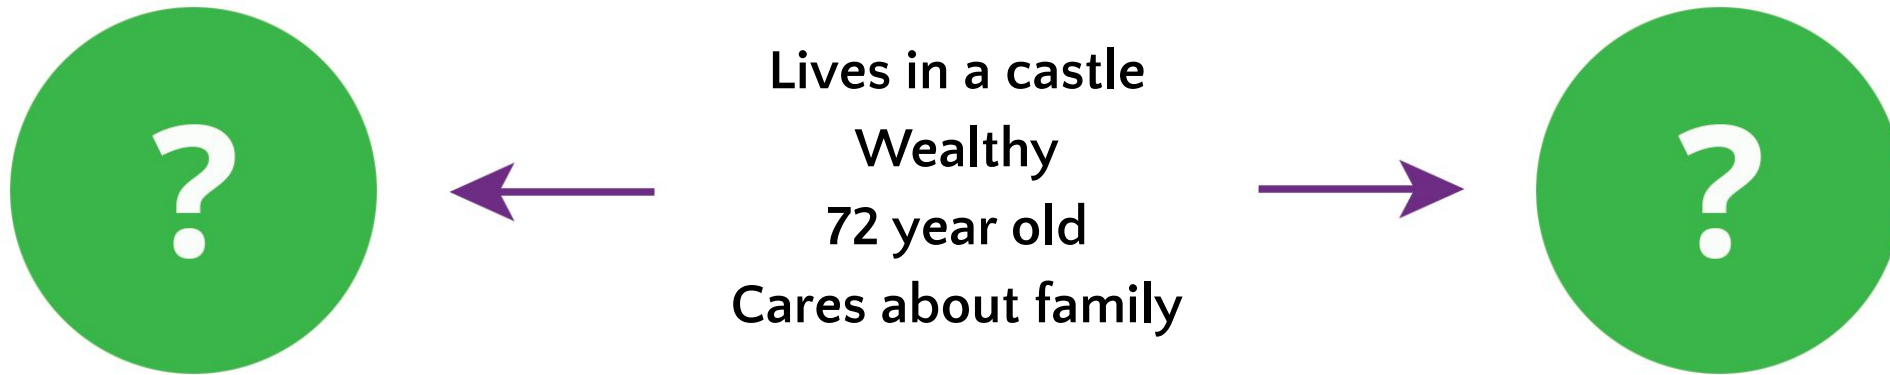 ?
Lives in a castle
Wealthy
72 year old
Cares about family
?